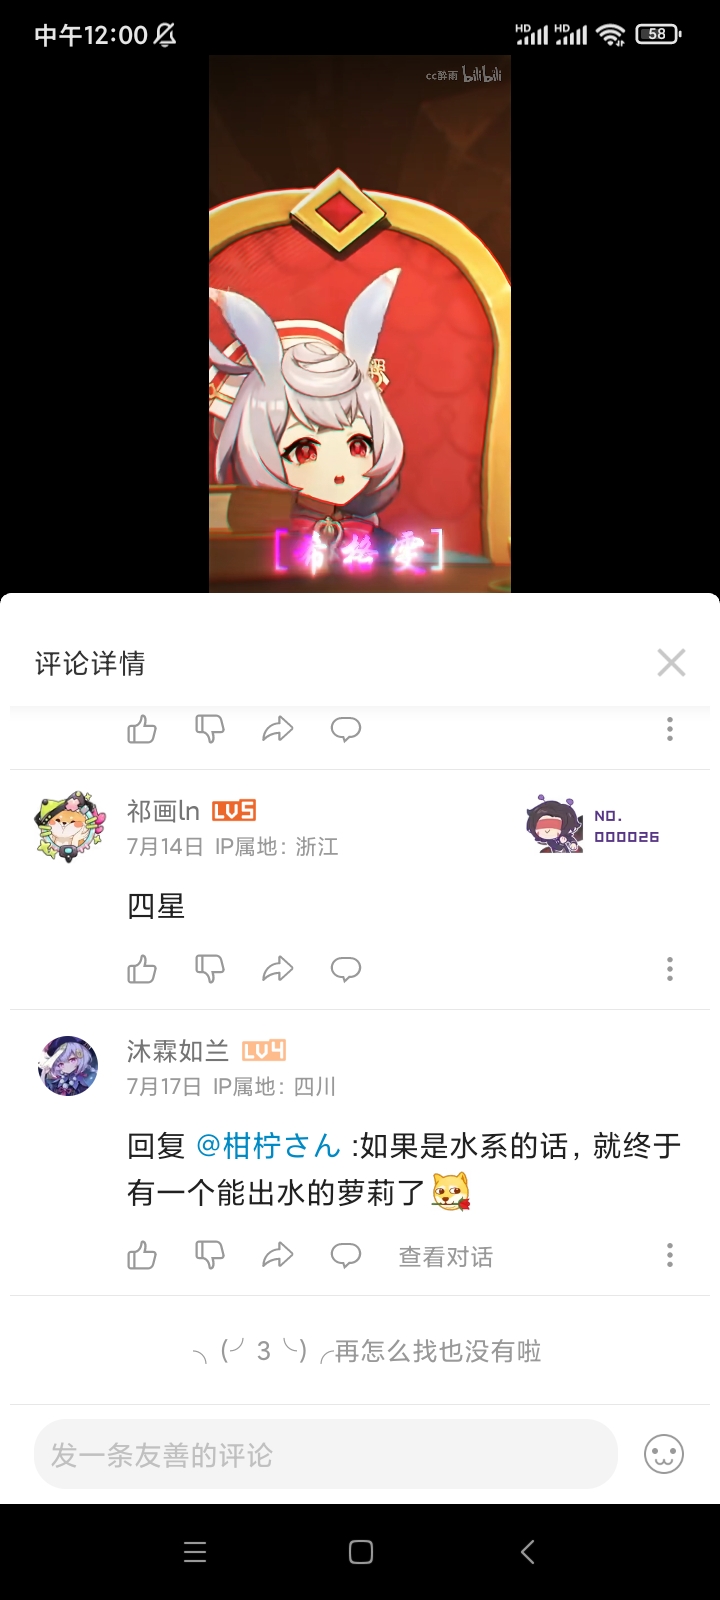 中午12:00
HD HD 58
cc醉雨 bilibili
[希格雯]
评论详情
祁画ln LV5
NO.
000026
7月14日 IP属地：浙江
四星
沐霖如兰 LV4
7月17日 IP属地：四川
回复 @柑柠さん :如果是水系的话，就终于
有一个能出水的萝莉了
查看对话
╮(╯3╰)╭再怎么找也没有啦
发一条友善的评论